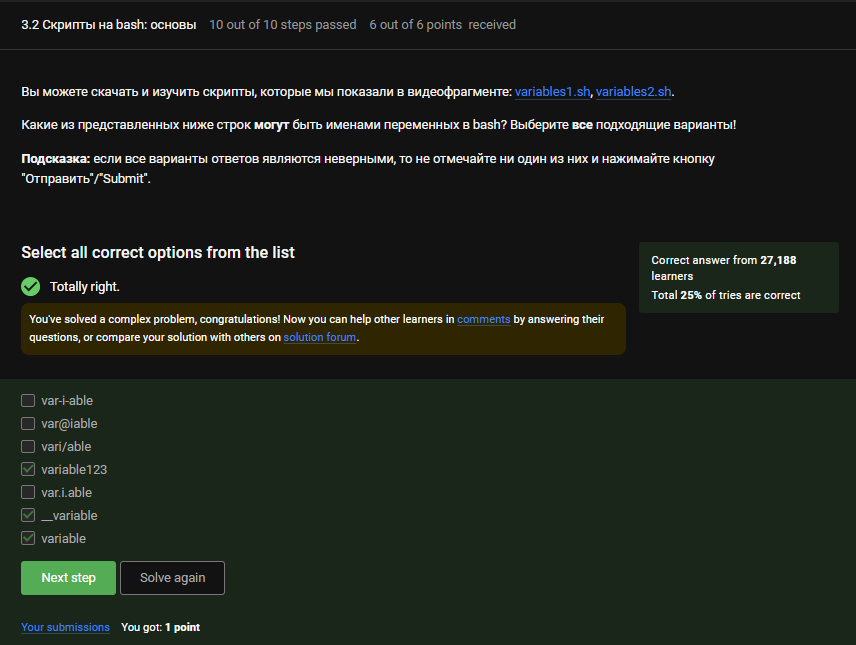 3.2 Скрипты на bash: основы 10 out of 10 steps passed 6 out of 6 points received
Вы можете скачать и изучить скрипты, которые мы показали в видеофрагменте: variables1.sh, variables2.sh.
Какие из представленных ниже строк могут быть именами переменных в bash? Выберите все подходящие варианты!
Подсказка: если все варианты ответов являются неверными, то не отмечайте ни один из них и нажимайте кнопку
"Отправить"/"Submit".
Select all correct options from the list
Correct answer from 27,188
learners
Total 25% of tries are correct
Totally right.
You've solved a complex problem, congratulations! Now you can help other learners in comments by answering their
questions, or compare your solution with others on solution forum.
var-i-able
var@iable
vari/able
variable123
var.i.able
__variable
variable
Next step Solve again
Your submissions You got: 1 point